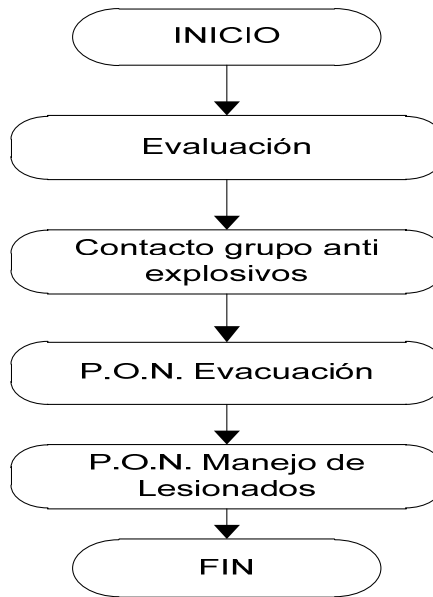 INICIO
Evaluación
Contacto grupo anti
explosivos
P.O.N. Evacuación
P.O.N. Manejo de
Lesionados
FIN